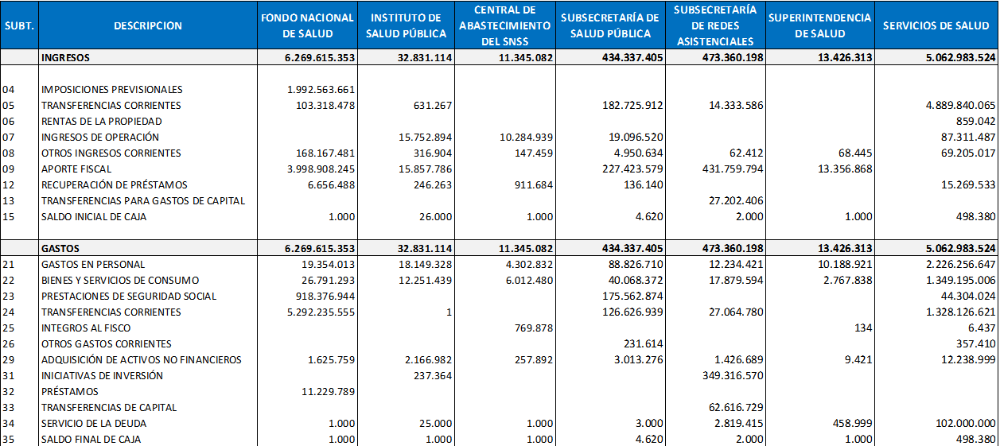 SUBT. DESCRIPCION FONDO NACIONAL DE SALUD INSTITUTO DE SALUD PÚBLICA CENTRAL DE ABASTECIMIENTO DEL SNSS SUBSECRETARÍA DE SALUD PÚBLICA SUBSECRETARÍA DE REDES ASISTENCIALES SUPERINTENDENCIA DE SALUD SERVICIOS DE SALUD
INGRESOS 6.269.615.353 32.831.114 11.345.082 434.337.405 473.360.198 13.426.313 5.062.983.524
04 IMPOSICIONES PREVISIONALES 1.992.563.661
05 TRANSFERENCIAS CORRIENTES 103.318.478 631.267 182.725.912 14.333.586 4.889.840.065
06 RENTAS DE LA PROPIEDAD 859.042
07 INGRESOS DE OPERACIÓN 15.752.894 10.284.939 19.096.520 87.311.487
08 OTROS INGRESOS CORRIENTES 168.167.481 316.904 147.459 4.950.634 62.412 68.445 69.205.017
09 APORTE FISCAL 3.998.908.245 15.857.786 227.423.579 431.759.794 13.356.868
12 RECUPERACIÓN DE PRÉSTAMOS 6.656.488 246.263 911.684 136.140 15.269.533
13 TRANSFERENCIAS PARA GASTOS DE CAPITAL 27.202.406
15 SALDO INICIAL DE CAJA 1.000 26.000 1.000 4.620 2.000 1.000 498.380
GASTOS 6.269.615.353 32.831.114 11.345.082 434.337.405 473.360.198 13.426.313 5.062.983.524
21 GASTOS EN PERSONAL 19.354.013 18.149.328 4.302.832 88.826.710 12.234.421 10.188.921 2.226.256.647
22 BIENES Y SERVICIOS DE CONSUMO 26.791.293 12.251.439 6.012.480 40.068.372 17.879.594 2.767.838 1.349.195.006
23 PRESTACIONES DE SEGURIDAD SOCIAL 918.376.944 175.562.874 44.304.024
24 TRANSFERENCIAS CORRIENTES 5.292.235.555 1 126.626.939 27.064.780 1.328.126.621
25 INTEGROS AL FISCO 769.878 134 6.437
26 OTROS GASTOS CORRIENTES 231.614 357.410
29 ADQUISICIÓN DE ACTIVOS NO FINANCIEROS 1.625.759 2.166.982 257.892 3.013.276 1.426.689 9.421 12.238.999
31 INICIATIVAS DE INVERSIÓN 237.364 349.316.570
32 PRÉSTAMOS 11.229.789
33 TRANSFERENCIAS DE CAPITAL 62.616.729
34 SERVICIO DE LA DEUDA 1.000 25.000 1.000 3.000 2.819.415 458.999 102.000.000
35 SALDO FINAL DE CAJA 1.000 1.000 1.000 4.620 2.000 1.000 498.380